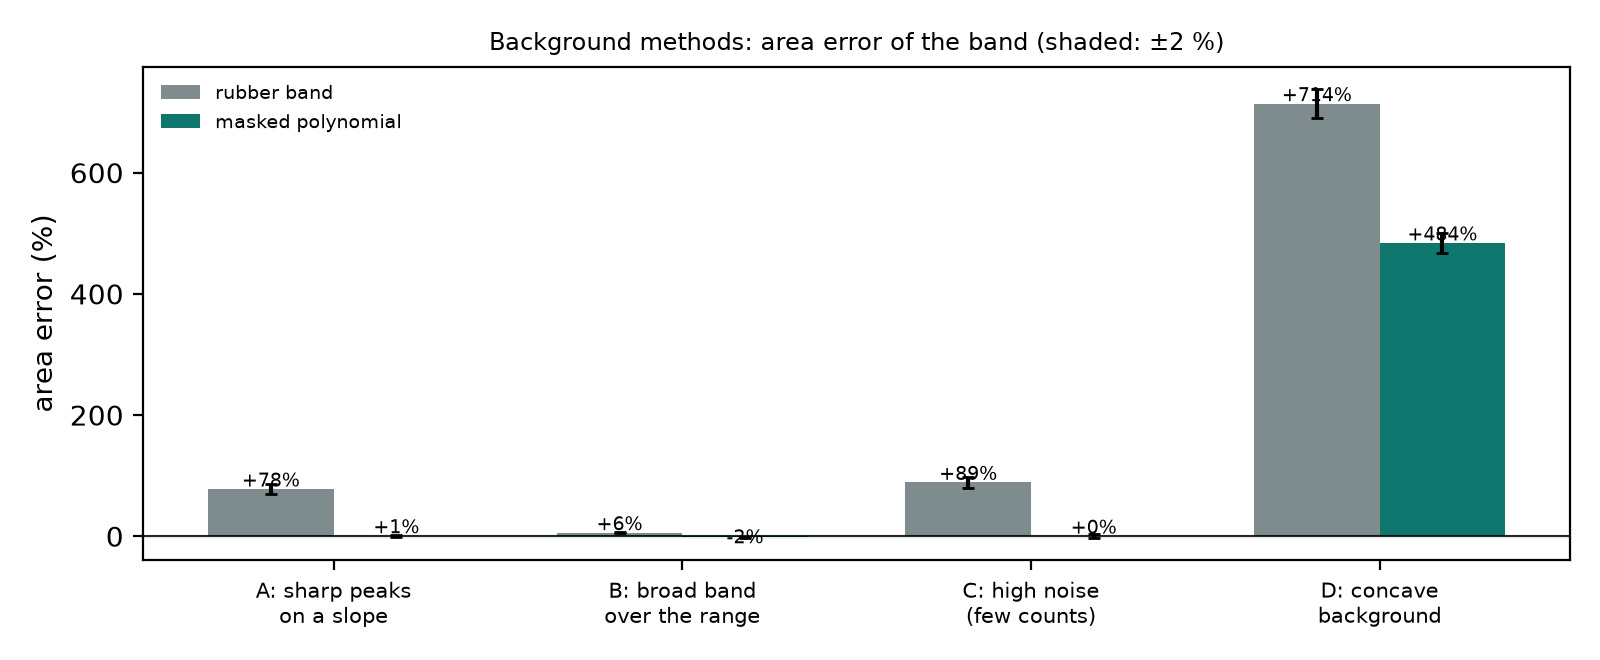 Background methods: area error of the band (shaded: ±2 %)
rubber band
masked polynomial
area error (%)
600
400
200
0
+78%
+1%
+6%
-2%
+89%
+0%
+714%
+484%
A: sharp peaks
on a slope
B: broad band
over the range
C: high noise
(few counts)
D: concave
background